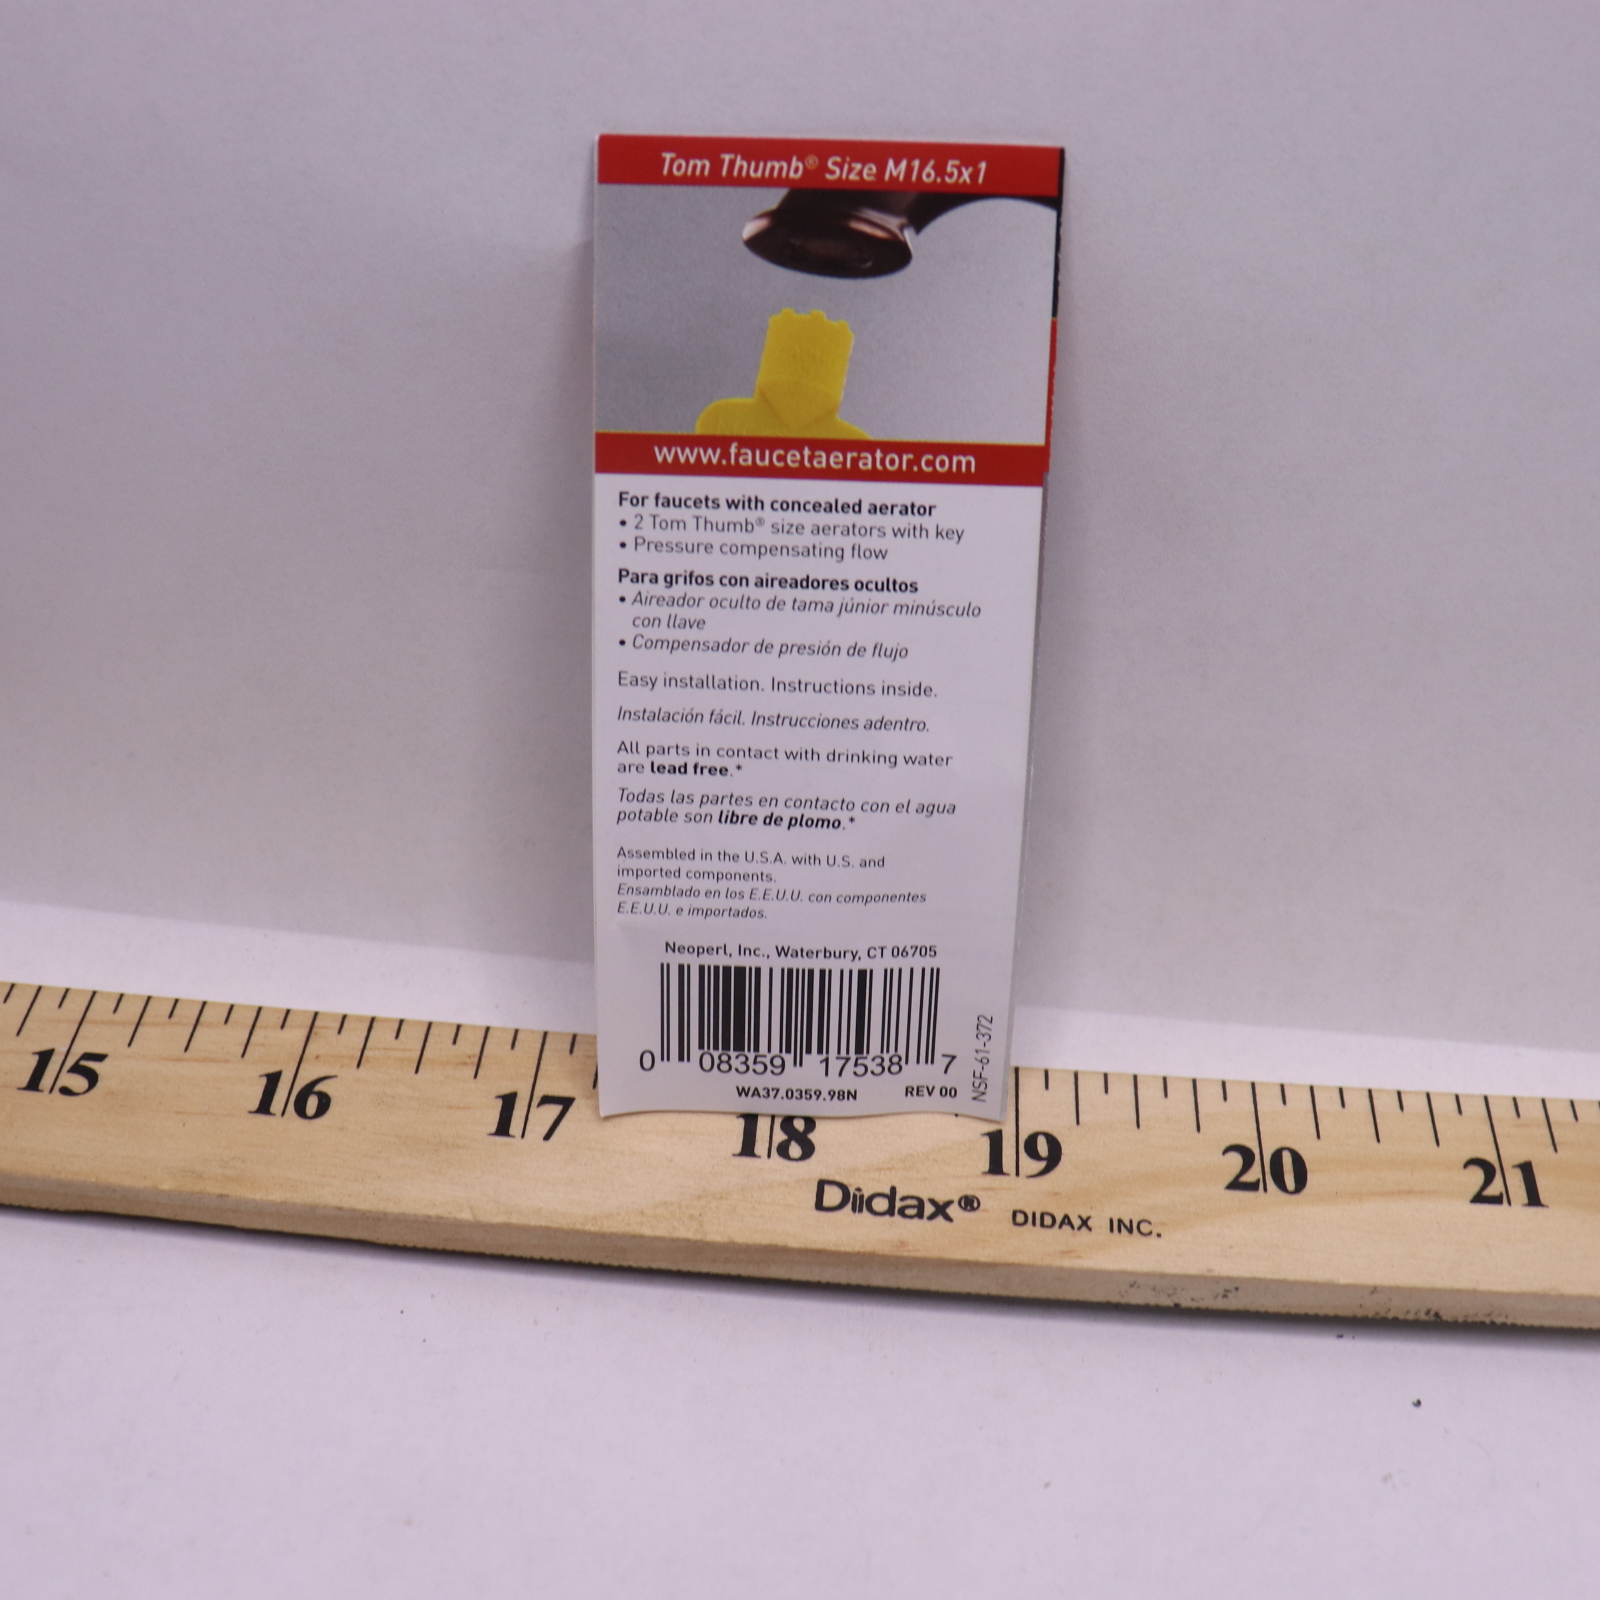 Tom Thumb® Size M16.5x1
www.faucetaerator.com
For faucets with concealed aerator
• 2 Tom Thumb® size aerators with key
• Pressure compensating flow
Para grifos con aireadores ocultos
• Aireador oculto de tama júnior minúsculo
con llave
• Compensador de presión de flujo
Easy installation. Instructions inside.
Instalación fácil. Instrucciones adentro.
All parts in contact with drinking water
are lead free.*
Todas las partes en contacto con el agua
potable son libre de plomo.*
Assembled in the U.S.A. with U.S. and
imported components.
Ensamblado en los E.E.U.U. con componentes
E.E.U.U. e importados.
Neoperl, Inc., Waterbury, CT 06705
0 08359 17538 7
WA37.0359.98N REV 00
NSF-61-372
15 16 17 18 19 20 21
Didax® DIDAX INC.